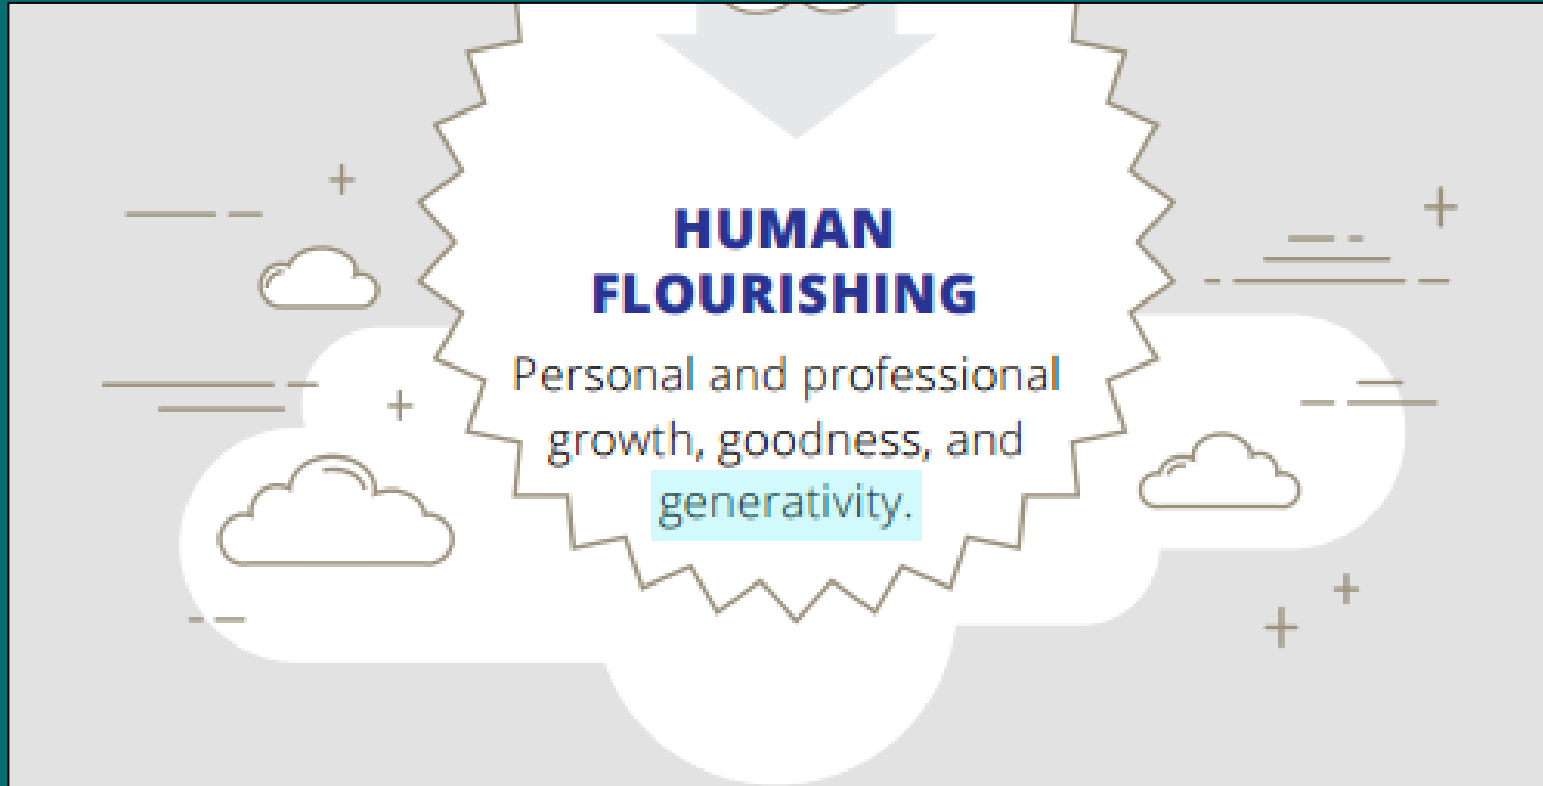 HUMAN
FLOURISHING
Personal and professional
growth, goodness, and
generativity.